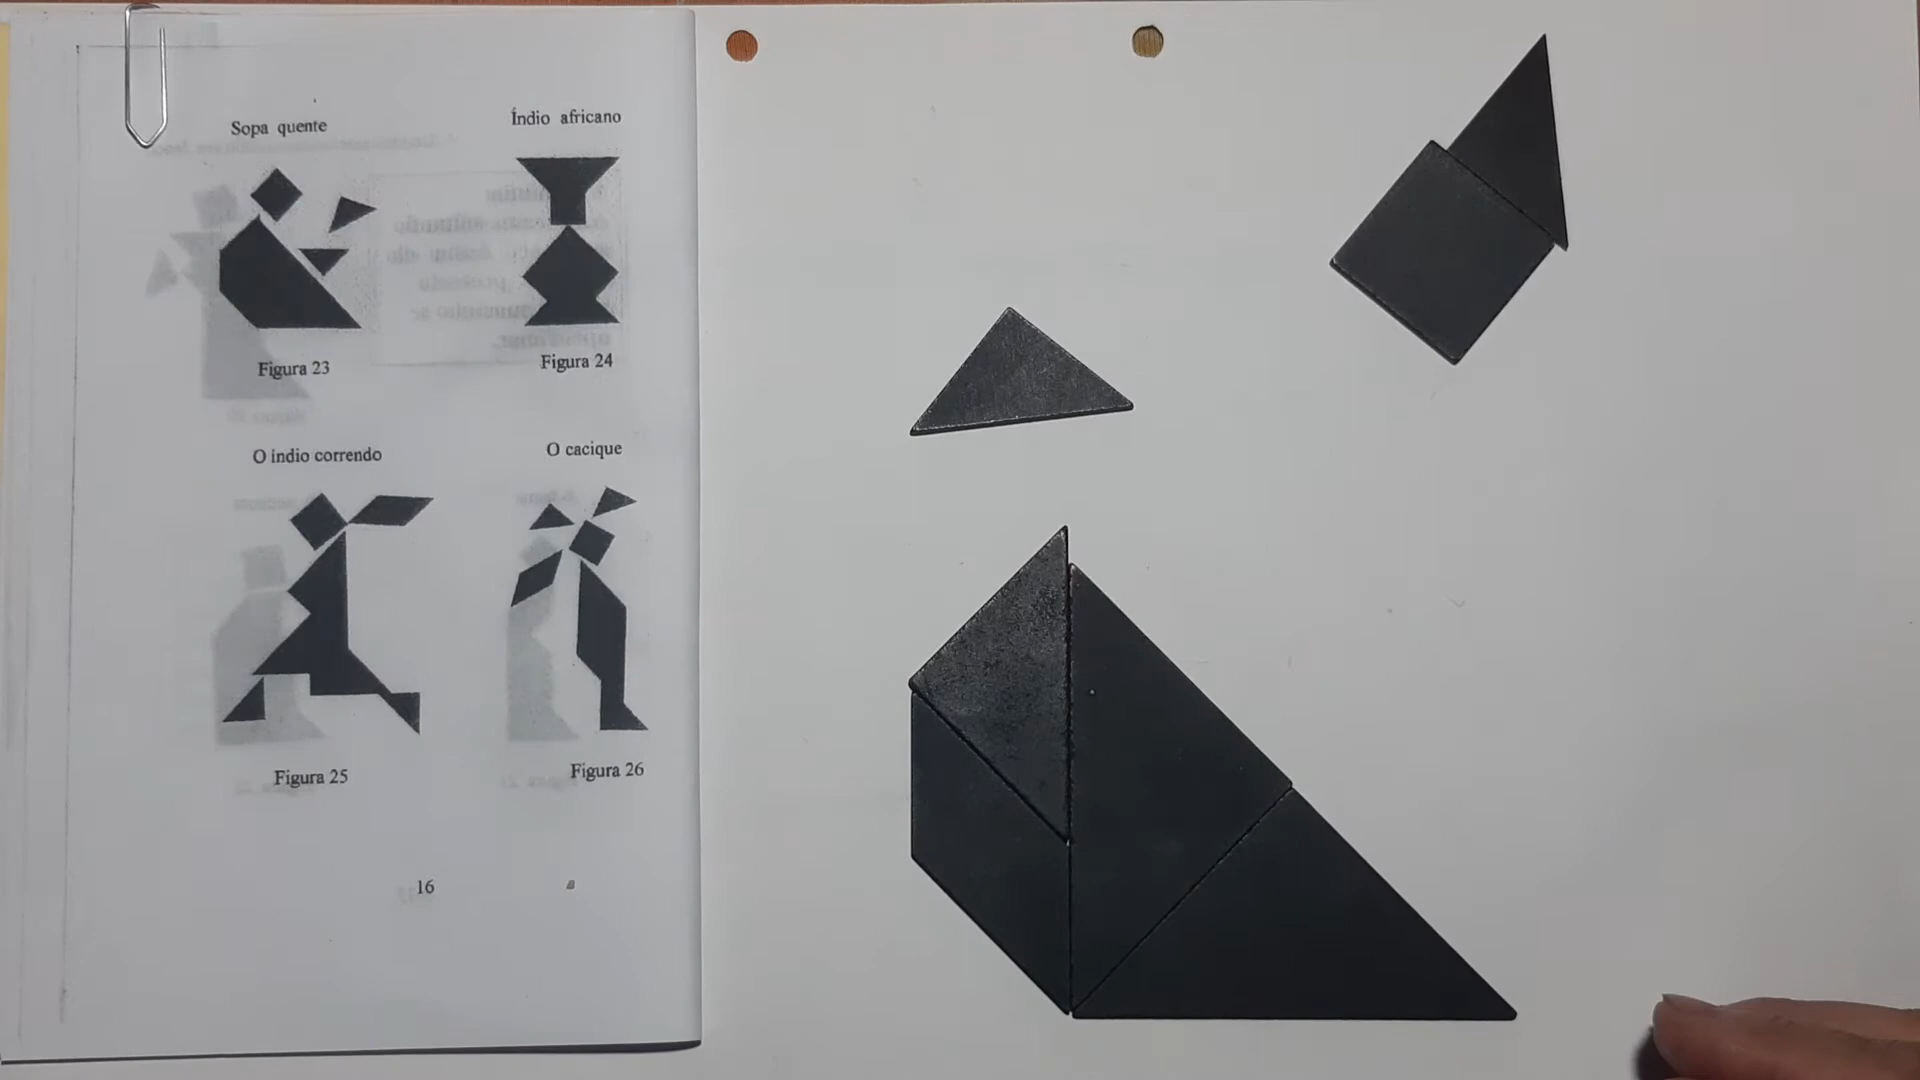 Sopa quente
Índio africano
Figura 23
Figura 24
O índio correndo
O cacique
Figura 25
Figura 26
16